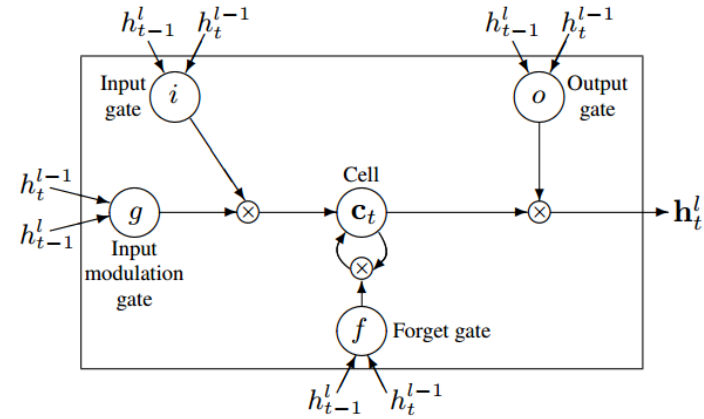 h_{t-1}^l h_t^{l-1}
h_{t-1}^l h_t^{l-1}
Input
gate
i
o
Output
gate
h_t^{l-1}
h_{t-1}^l
g
Input
modulation
gate
×
Cell
c_t
×
h_t^l
×
f
Forget gate
h_{t-1}^l h_t^{l-1}